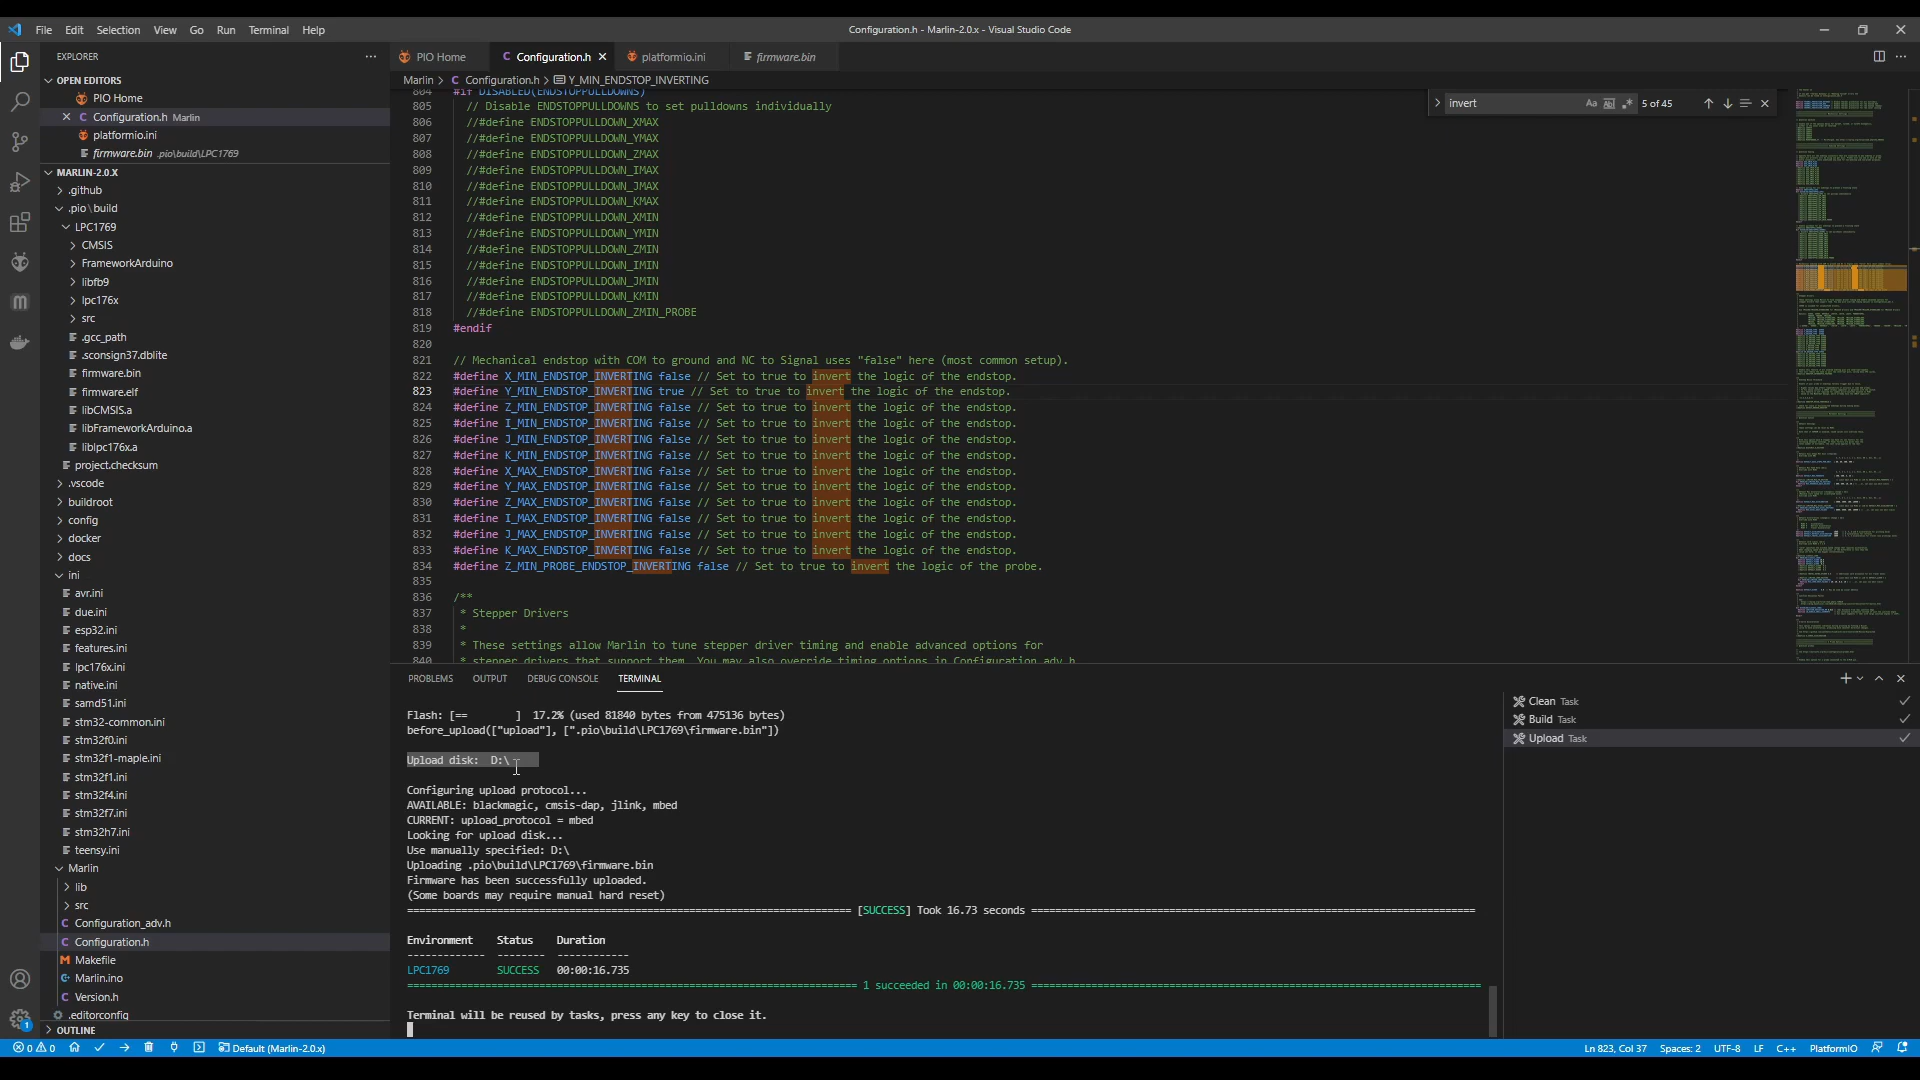 File Edit Selection View Go Run Terminal Help
Configuration.h - Marlin-2.0.x - Visual Studio Code
EXPLORER
OPEN EDITORS
PIO Home
Configuration.h Marlin
platformio.ini
firmware.bin .pio\build\LPC1769
MARLIN-2.0.X
.github
.pio\build
LPC1769
CMSIS
FrameworkArduino
libfb9
lpc176x
src
.gcc_path
.sconsign37.dblite
firmware.bin
firmware.elf
libCMSIS.a
libFrameworkArduino.a
liblpc176x.a
project.checksum
.vscode
buildroot
config
docker
docs
ini
avr.ini
due.ini
esp32.ini
features.ini
lpc176x.ini
native.ini
samd51.ini
stm32-common.ini
stm32f0.ini
stm32f1-maple.ini
stm32f1.ini
stm32f4.ini
stm32f7.ini
stm32h7.ini
teensy.ini
Marlin
lib
src
Configuration_adv.h
Configuration.h
Makefile
Marlin.ino
Version.h
.editorconfig
OUTLINE
PIO Home Configuration.h platformio.ini firmware.bin
Marlin > Configuration.h > Y_MIN_ENDSTOP_INVERTING
invert Aa Ab| .* 5 of 45
804 #if DISABLED(ENDSTOPPULLDOWNS)
805 // Disable ENDSTOPPULLDOWNS to set pulldowns individually
806 //#define ENDSTOPPULLDOWN_XMAX
807 //#define ENDSTOPPULLDOWN_YMAX
808 //#define ENDSTOPPULLDOWN_ZMAX
809 //#define ENDSTOPPULLDOWN_IMAX
810 //#define ENDSTOPPULLDOWN_JMAX
811 //#define ENDSTOPPULLDOWN_KMAX
812 //#define ENDSTOPPULLDOWN_XMIN
813 //#define ENDSTOPPULLDOWN_YMIN
814 //#define ENDSTOPPULLDOWN_ZMIN
815 //#define ENDSTOPPULLDOWN_IMIN
816 //#define ENDSTOPPULLDOWN_JMIN
817 //#define ENDSTOPPULLDOWN_KMIN
818 //#define ENDSTOPPULLDOWN_ZMIN_PROBE
819 #endif
820
821 // Mechanical endstop with COM to ground and NC to Signal uses "false" here (most common setup).
822 #define X_MIN_ENDSTOP_INVERTING false // Set to true to invert the logic of the endstop.
823 #define Y_MIN_ENDSTOP_INVERTING true // Set to true to invert the logic of the endstop.
824 #define Z_MIN_ENDSTOP_INVERTING false // Set to true to invert the logic of the endstop.
825 #define I_MIN_ENDSTOP_INVERTING false // Set to true to invert the logic of the endstop.
826 #define J_MIN_ENDSTOP_INVERTING false // Set to true to invert the logic of the endstop.
827 #define K_MIN_ENDSTOP_INVERTING false // Set to true to invert the logic of the endstop.
828 #define X_MAX_ENDSTOP_INVERTING false // Set to true to invert the logic of the endstop.
829 #define Y_MAX_ENDSTOP_INVERTING false // Set to true to invert the logic of the endstop.
830 #define Z_MAX_ENDSTOP_INVERTING false // Set to true to invert the logic of the endstop.
831 #define I_MAX_ENDSTOP_INVERTING false // Set to true to invert the logic of the endstop.
832 #define J_MAX_ENDSTOP_INVERTING false // Set to true to invert the logic of the endstop.
833 #define K_MAX_ENDSTOP_INVERTING false // Set to true to invert the logic of the endstop.
834 #define Z_MIN_PROBE_ENDSTOP_INVERTING false // Set to true to invert the logic of the probe.
835
836 /**
837 * Stepper Drivers
838 *
839 * These settings allow Marlin to tune stepper driver timing and enable advanced options for
840 * stepper drivers that support them. You may also override timing options in Configuration_adv.h.
PROBLEMS OUTPUT DEBUG CONSOLE TERMINAL
Flash: [== ] 17.2% (used 81840 bytes from 475136 bytes)
before_upload(["upload"], [".pio\build\LPC1769\firmware.bin"])
Upload disk: D:\
Configuring upload protocol...
AVAILABLE: blackmagic, cmsis-dap, jlink, mbed
CURRENT: upload_protocol = mbed
Looking for upload disk...
Use manually specified: D:\
Uploading .pio\build\LPC1769\firmware.bin
Firmware has been successfully uploaded.
(Some boards may require manual hard reset)
[SUCCESS] Took 16.73 seconds
Environment Status Duration
------------- -------- ------------
LPC1769 SUCCESS 00:00:16.735
1 succeeded in 00:00:16.735
Terminal will be reused by tasks, press any key to close it.
Clean Task
Build Task
Upload Task
1
0 0 Default (Marlin-2.0.x)
Ln 823, Col 37 Spaces: 2 UTF-8 LF C++ PlatformIO